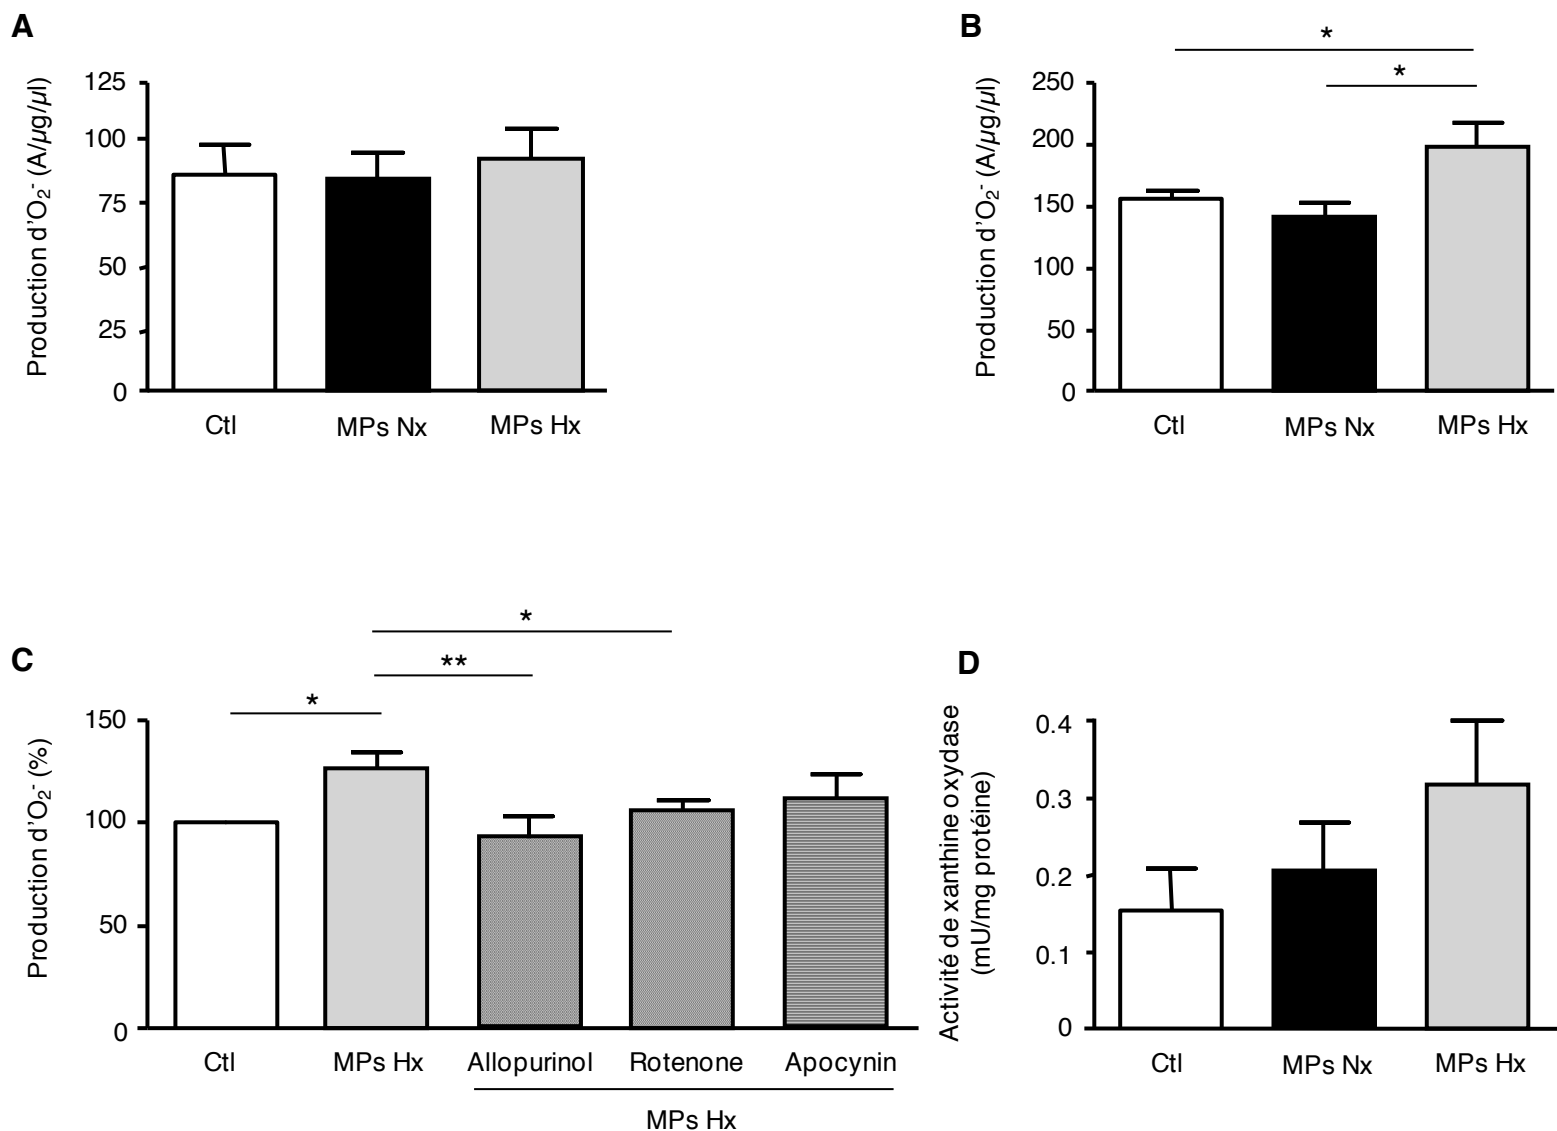 A
Production d'O2- (A/µg/µl)
125
100
75
50
25
0
Ctl
MPs Nx
MPs Hx
B
*
*
Production d'O2- (A/µg/µl)
250
200
150
100
50
0
Ctl
MPs Nx
MPs Hx
C
*
**
*
Production d'O2- (%)
150
100
50
0
Ctl
MPs Hx
Allopurinol
Rotenone
Apocynin
MPs Hx
D
Activité de xanthine oxydase
(mU/mg protéine)
0.4
0.3
0.2
0.1
0
Ctl
MPs Nx
MPs Hx